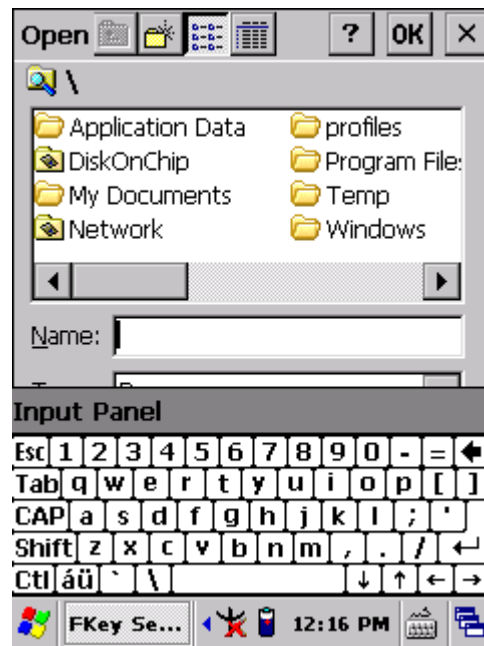 Open ? OK ×
\
Application Data profiles
DiskOnChip Program File
My Documents Temp
Network Windows
Name:
Input Panel
Esc 1 2 3 4 5 6 7 8 9 0 - = 
Tab q w e r t y u i o p [ ]
CAP a s d f g h j k l ; '
Shift z x c v b n m , . /
Ctl áü ` \ ↓ ↑ ← →
FKey Se... 12:16 PM